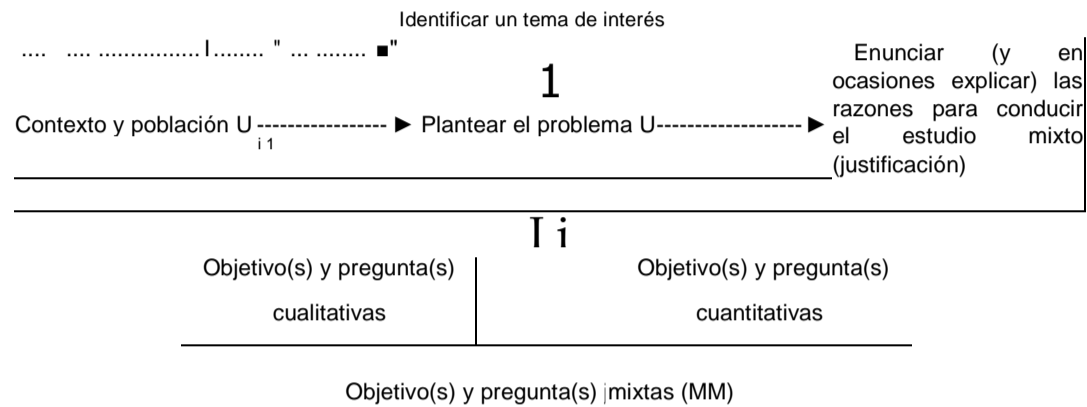 Identificar un tema de interés
.... .... ................ I ........ " ... ........ ■"
1
Enunciar (y en
ocasiones explicar) las
razones para conducir
el estudio mixto
(justificación)
Contexto y población U ----------------- ► Plantear el problema U------------------- ►
i 1
I i
Objetivo(s) y pregunta(s)
cualitativas
Objetivo(s) y pregunta(s)
cuantitativas
Objetivo(s) y pregunta(s) mixtas (MM)